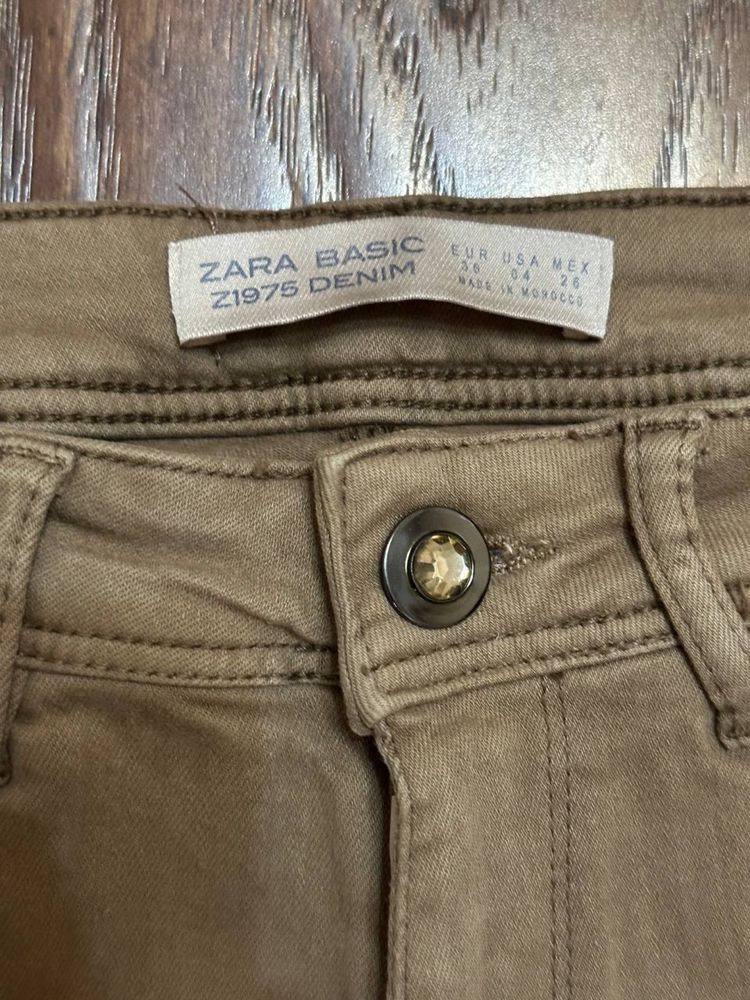 ZARA BASIC
Z1975 DENIM
EUR USA MEX
36 04 26
MADE IN MOROCCO